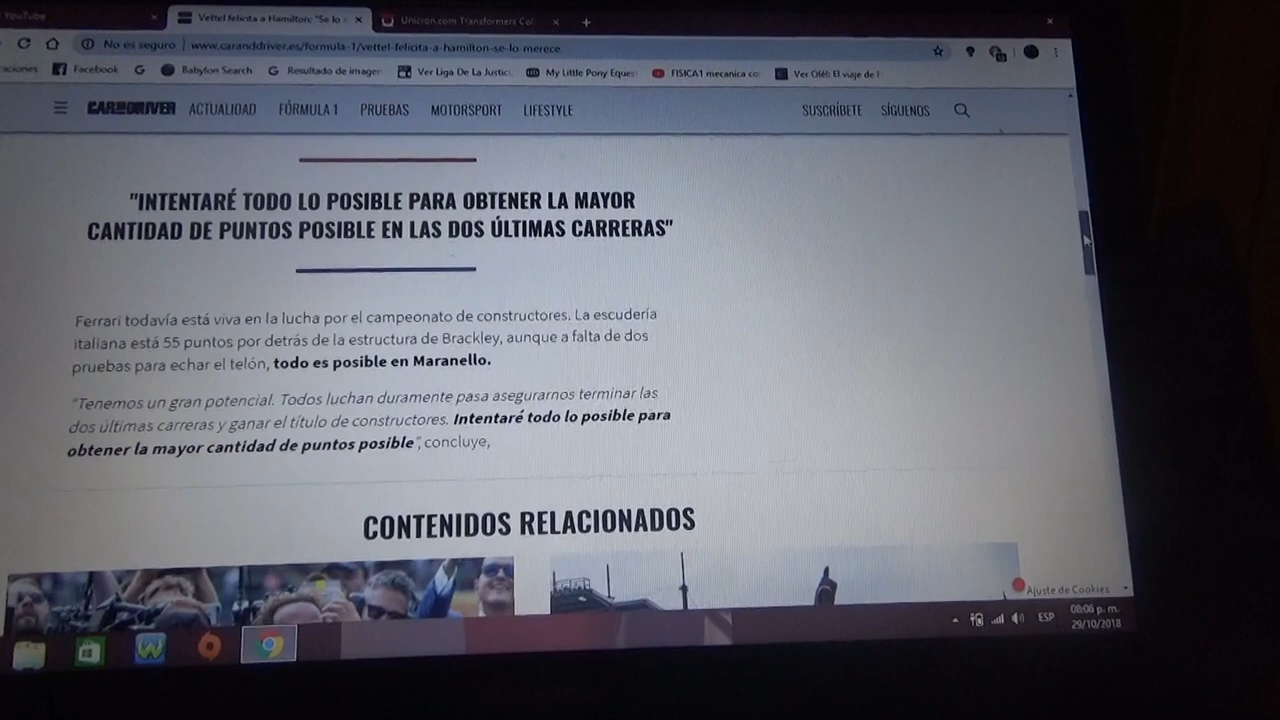 YouTube
Vettel felicita a Hamilton: "Se lo
Unicron.com Transformers Col
No es seguro
www.caranddriver.es/formula-1/vettel-felicita-a-hamilton-se-lo-merece
aciones
Facebook
Babylon Search
Resultado de imagen
Ver Liga De La Justic
My Little Pony Eques
FISICA1 mecanica co
Ver Olé!: El viaje de F
CAR AND DRIVER
ACTUALIDAD
FÓRMULA 1
PRUEBAS
MOTORSPORT
LIFESTYLE
SUSCRÍBETE
SÍGUENOS
"INTENTARÉ TODO LO POSIBLE PARA OBTENER LA MAYOR
CANTIDAD DE PUNTOS POSIBLE EN LAS DOS ÚLTIMAS CARRERAS"
Ferrari todavía está viva en la lucha por el campeonato de constructores. La escudería
italiana está 55 puntos por detrás de la estructura de Brackley, aunque a falta de dos
pruebas para echar el telón, todo es posible en Maranello.
"Tenemos un gran potencial. Todos luchan duramente pasa asegurarnos terminar las
dos últimas carreras y ganar el título de constructores. Intentaré todo lo posible para
obtener la mayor cantidad de puntos posible", concluye,
CONTENIDOS RELACIONADOS
Ajuste de Cookies
ESP
08:06 p. m.
29/10/2018